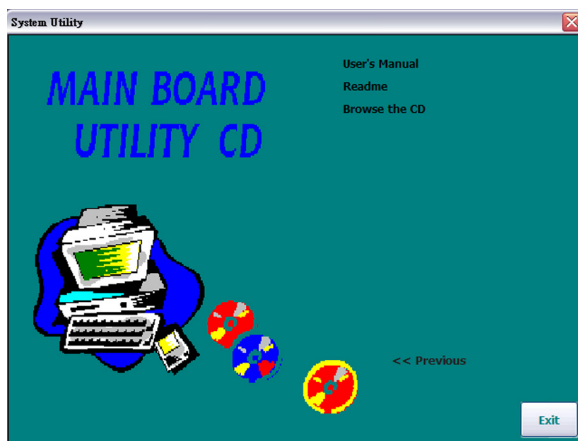 System Utility
MAIN BOARD
UTILITY CD
User's Manual
Readme
Browse the CD
<< Previous
Exit